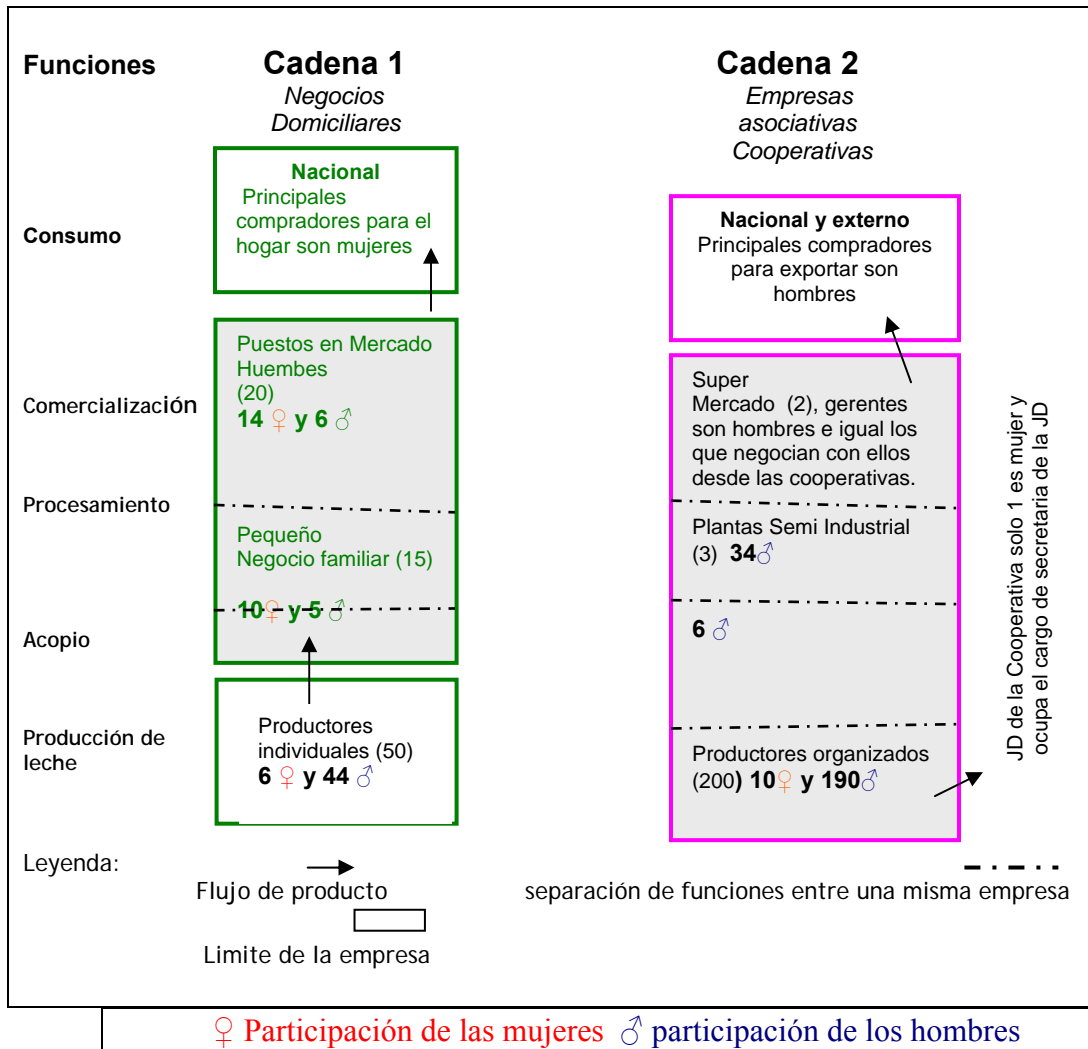 Funciones
Cadena 1
Negocios
Domiciliares
Cadena 2
Empresas
asociativas
Cooperativas
Consumo
Nacional
Principales
compradores para el
hogar son mujeres
Nacional y externo
Principales compradores
para exportar son
hombres
Comercialización
Puestos en Mercado
Huembes
(20)
14 ♀ y 6 ♂
Super
Mercado (2), gerentes
son hombres e igual los
que negocian con ellos
desde las cooperativas.
Procesamiento
Pequeño
Negocio familiar (15)
10♀ y 5 ♂
Plantas Semi Industrial
(3) 34♂
Acopio
6 ♂
Producción de
leche
Productores
individuales (50)
6 ♀ y 44 ♂
Productores organizados
(200) 10♀ y 190♂
JD de la Cooperativa solo 1 es mujer y
ocupa el cargo de secretaria de la JD
Leyenda:
Flujo de producto
separación de funciones entre una misma empresa
Limite de la empresa
♀ Participación de las mujeres ♂ participación de los hombres